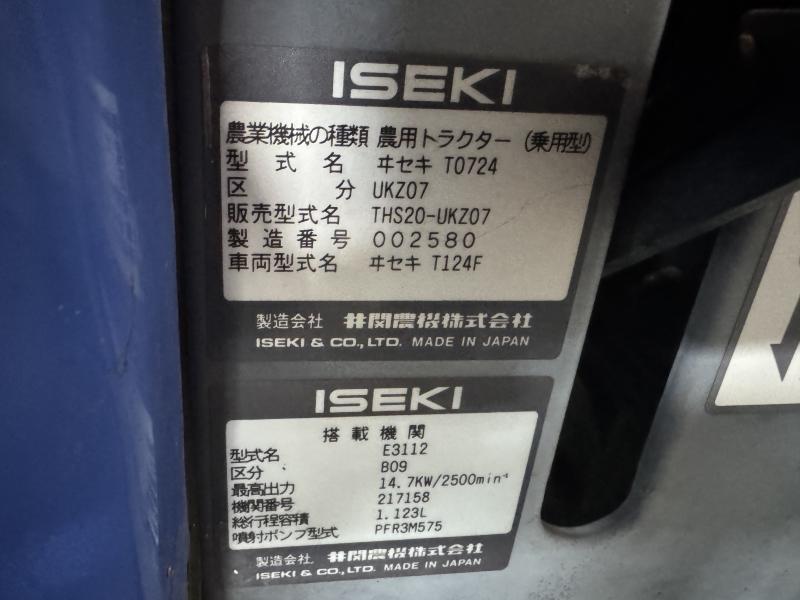 ISEKI
農業機械の種類 農用トラクター (乗用型)
型式名 ヰセキ T0724
区分 UKZ07
販売型式名 THS20-UKZ07
製造番号 002580
車両型式名 ヰセキ T124F
製造会社 井関農機株式会社
ISEKI & CO., LTD. MADE IN JAPAN
ISEKI
搭載機関
型式名 E3112
区分 B09
最高出力 14.7KW/2500min⁻¹
機関番号 217158
総行程容積 1.123L
噴射ポンプ型式 PFR3M575
製造会社 井関農機株式会社
ISEKI & CO., LTD. MADE IN JAPAN